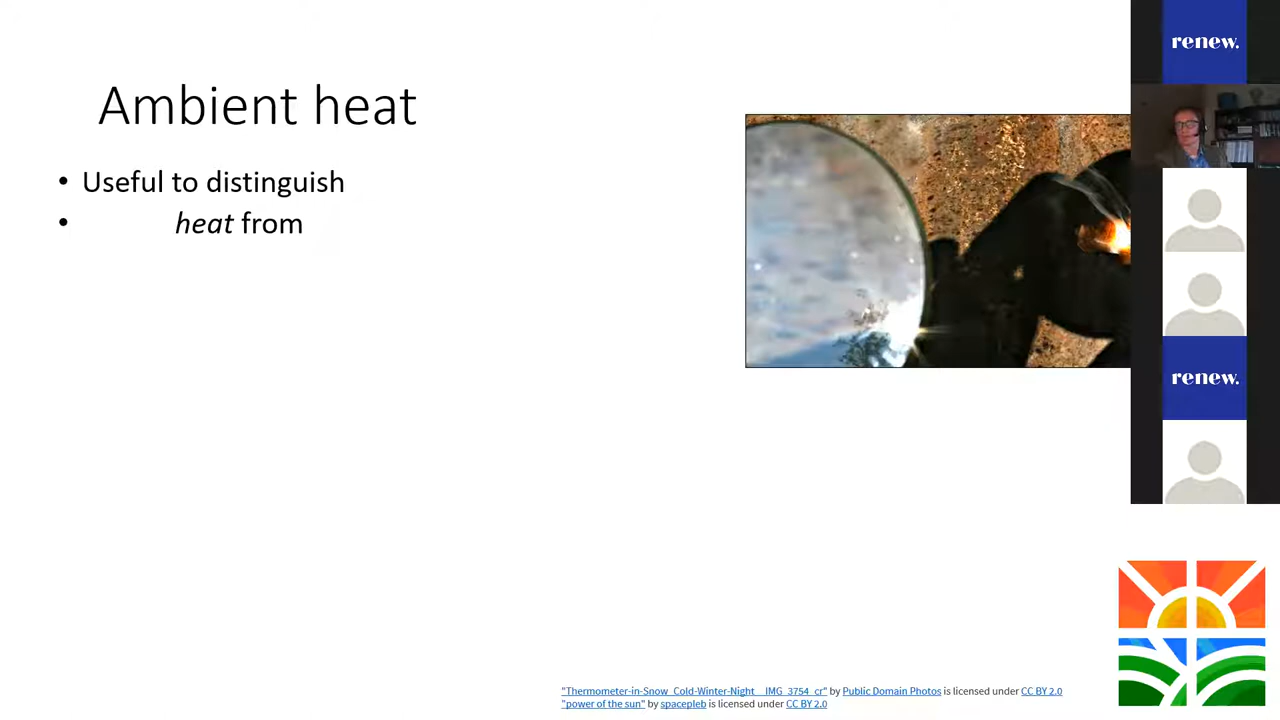 Ambient heat
• Useful to distinguish
• heat from
renew.
renew.
"Thermometer-in-Snow_Cold-Winter-Night__IMG_3754_cr" by Public Domain Photos is licensed under CC BY 2.0
"power of the sun" by spacepleb is licensed under CC BY 2.0